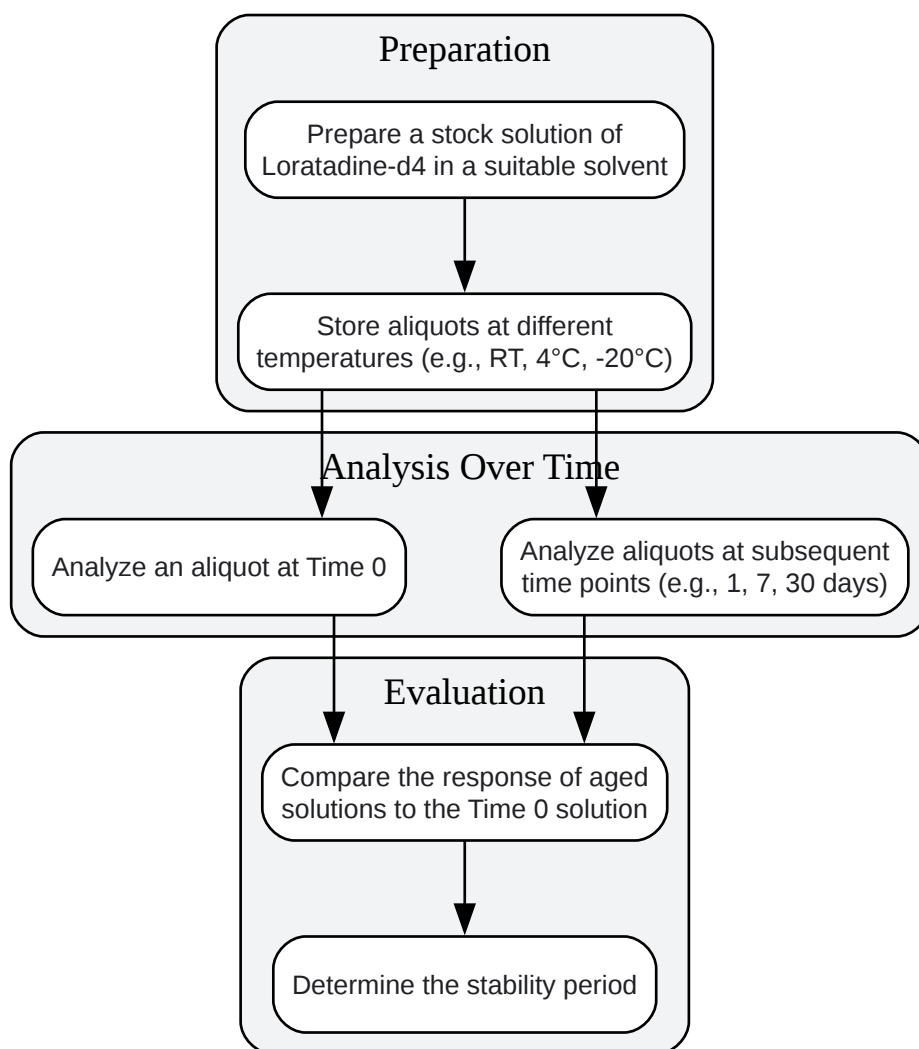 Preparation
Prepare a stock solution of
Loratadine-d4 in a suitable solvent
Store aliquots at different
temperatures (e.g., RT, 4°C, -20°C)
Analysis Over Time
Analyze an aliquot at Time 0
Analyze aliquots at subsequent
time points (e.g., 1, 7, 30 days)
Evaluation
Compare the response of aged
solutions to the Time 0 solution
Determine the stability period